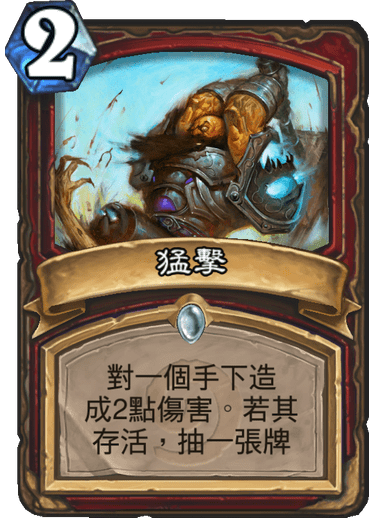 2
猛擊
對一個手下造
成2點傷害。若其
存活，抽一張牌